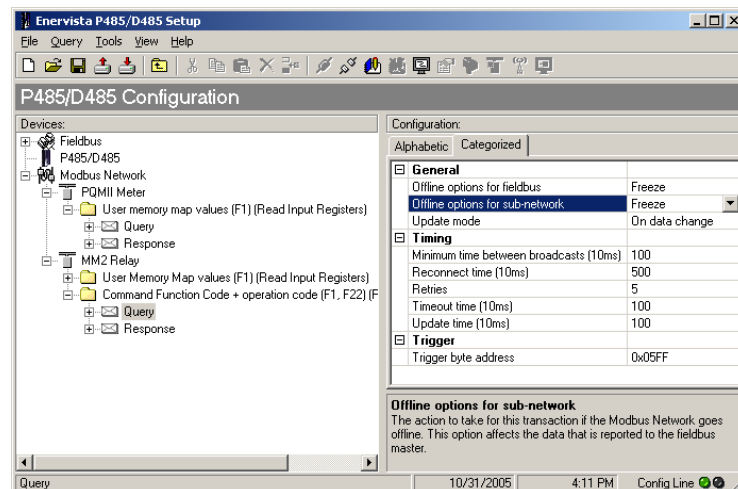 Enervista P485/D485 Setup
File Query Tools View Help
P485/D485 Configuration
Devices:
Fieldbus
P485/D485
Modbus Network
PQMII Meter
User memory map values (F1) (Read Input Registers)
Query
Response
MM2 Relay
User Memory Map values (F1) (Read Input Registers)
Command Function Code + operation code (F1, F22) (F
Query
Response
Configuration:
Alphabetic Categorized
General
Offline options for fieldbus Freeze
Offline options for sub-network Freeze
Update mode On data change
Timing
Minimum time between broadcasts (10ms) 100
Reconnect time (10ms) 500
Retries 5
Timeout time (10ms) 100
Update time (10ms) 100
Trigger
Trigger byte address 0x05FF
Offline options for sub-network
The action to take for this transaction if the Modbus Network goes
offline. This option affects the data that is reported to the fieldbus
master.
Query 10/31/2005 4:11 PM Config Line